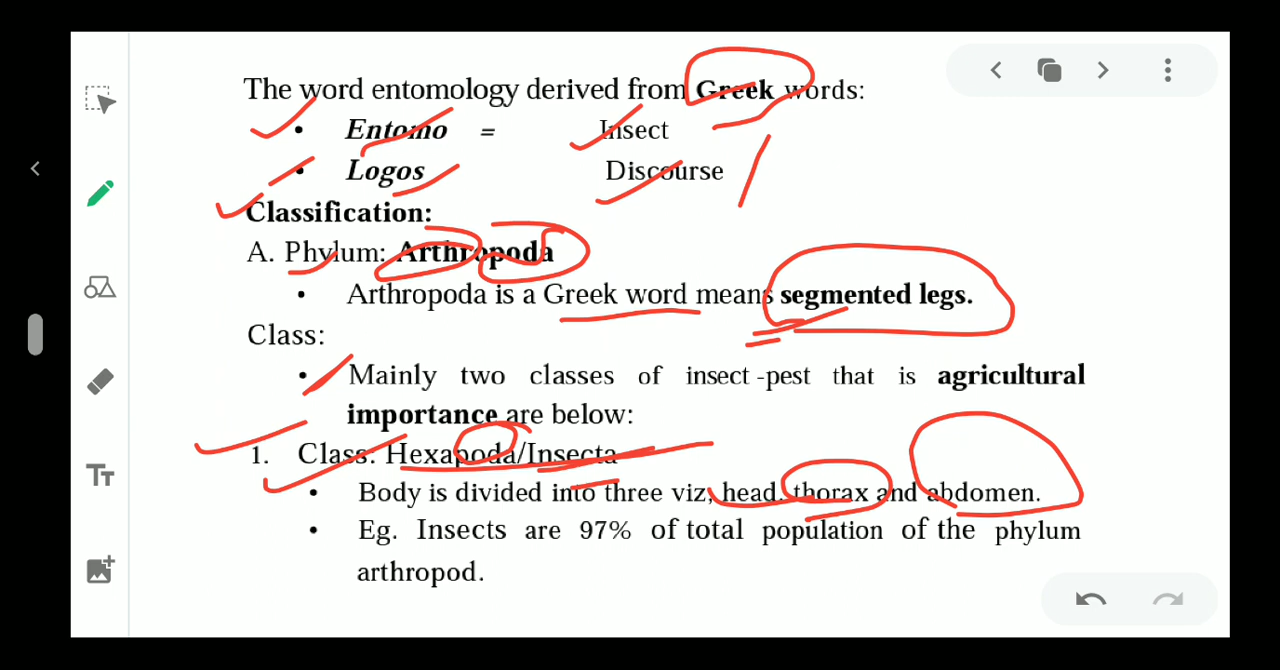 The word entomology derived from Greek words:
• Entomo = Insect
• Logos Discourse
Classification:
A. Phylum: Arthropoda
• Arthropoda is a Greek word means segmented legs.
Class:
• Mainly two classes of insect -pest that is agricultural
importance are below:
1. Class: Hexapoda/Insecta
• Body is divided into three viz, head, thorax and abdomen.
• Eg. Insects are 97% of total population of the phylum
arthropod.
Tт